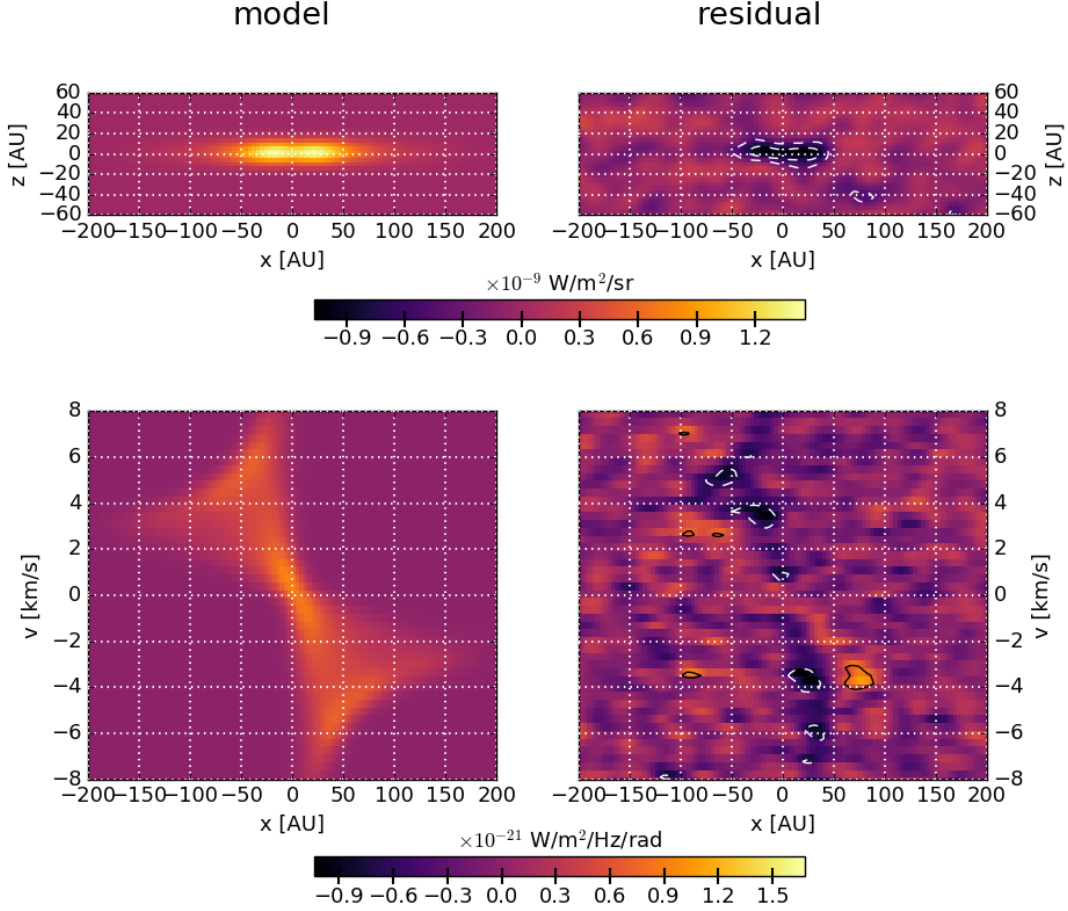 model residual
60 60
40 40
20 20
0 0
−20 −20
−40 −40
−60 −60
z [AU] z [AU]
−200 −150 −100 −50 0 50 100 150 200 −200 −150 −100 −50 0 50 100 150 200
x [AU] x [AU]
×10−9 W/m2/sr
−0.9 −0.6 −0.3 0.0 0.3 0.6 0.9 1.2
8 8
6 6
4 4
2 2
0 0
−2 −2
−4 −4
−6 −6
−8 −8
v [km/s] v [km/s]
−200 −150 −100 −50 0 50 100 150 200 −200 −150 −100 −50 0 50 100 150 200
x [AU] x [AU]
×10−21 W/m2/Hz/rad
−0.9 −0.6 −0.3 0.0 0.3 0.6 0.9 1.2 1.5